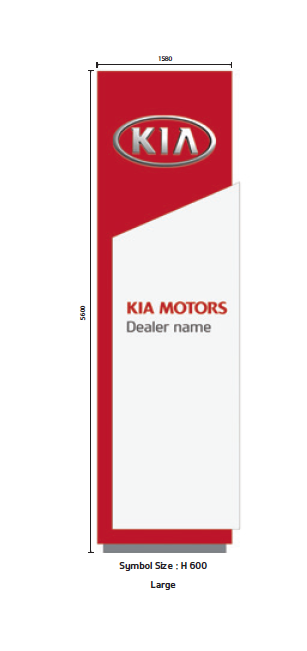 1580
KIA
5600
KIA MOTORS
Dealer name
Symbol Size : H 600
Large